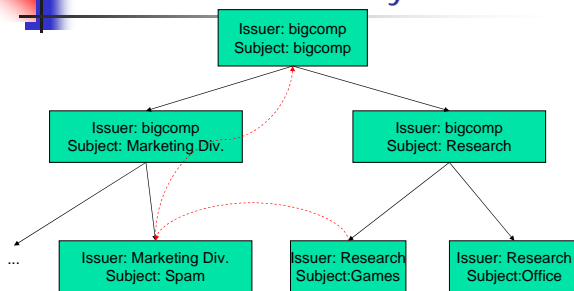 Issuer: bigcomp
Subject: bigcomp
Issuer: bigcomp
Subject: Marketing Div.
Issuer: bigcomp
Subject: Research
...
Issuer: Marketing Div.
Subject: Spam
Issuer: Research
Subject:Games
Issuer: Research
Subject:Office